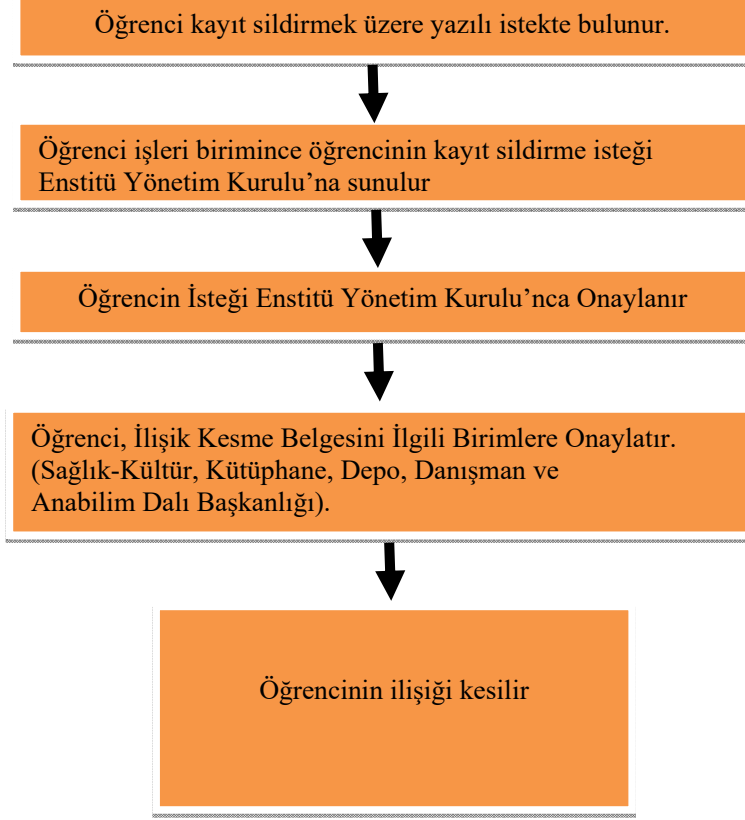 Öğrenci kayıt sildirmek üzere yazılı istekte bulunur.
Öğrenci işleri birimince öğrencinin kayıt sildirme isteği
Enstitü Yönetim Kurulu’na sunulur
Öğrencin İsteği Enstitü Yönetim Kurulu’nca Onaylanır
Öğrenci, İlişik Kesme Belgesini İlgili Birimlere Onaylatır.
(Sağlık-Kültür, Kütüphane, Depo, Danışman ve
Anabilim Dalı Başkanlığı).
Öğrencinin ilişiği kesilir